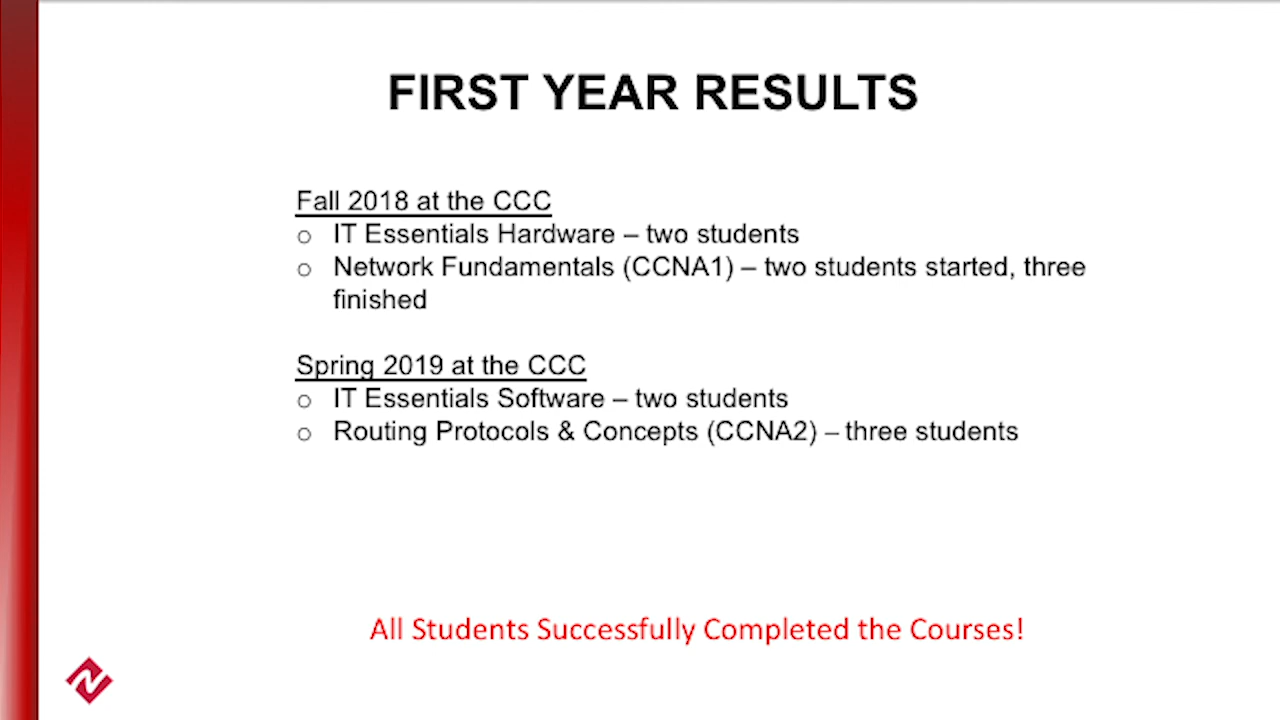 FIRST YEAR RESULTS
Fall 2018 at the CCC
o IT Essentials Hardware – two students
o Network Fundamentals (CCNA1) – two students started, three
finished
Spring 2019 at the CCC
o IT Essentials Software – two students
o Routing Protocols & Concepts (CCNA2) – three students
All Students Successfully Completed the Courses!